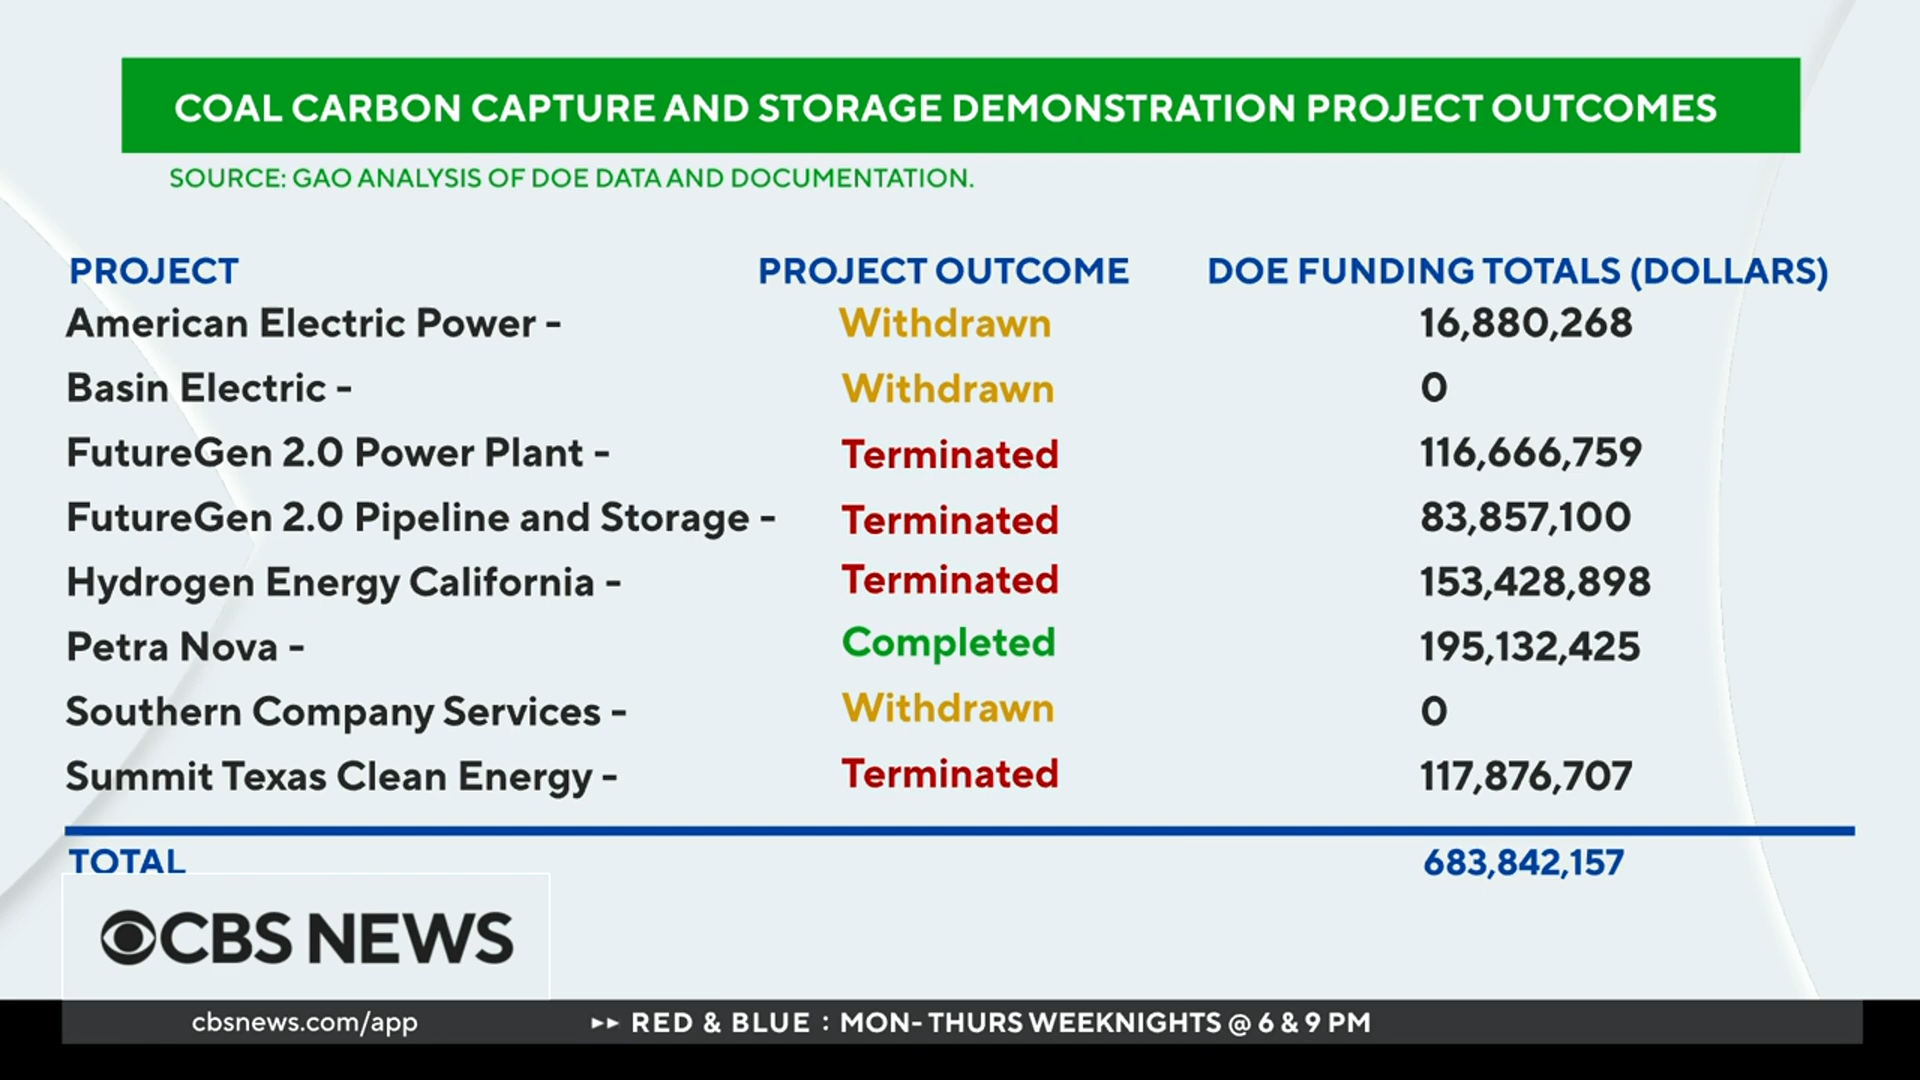 COAL CARBON CAPTURE AND STORAGE DEMONSTRATION PROJECT OUTCOMES
SOURCE: GAO ANALYSIS OF DOE DATA AND DOCUMENTATION.
PROJECT PROJECT OUTCOME DOE FUNDING TOTALS (DOLLARS)
American Electric Power - Withdrawn 16,880,268
Basin Electric - Withdrawn 0
FutureGen 2.0 Power Plant - Terminated 116,666,759
FutureGen 2.0 Pipeline and Storage - Terminated 83,857,100
Hydrogen Energy California - Terminated 153,428,898
Petra Nova - Completed 195,132,425
Southern Company Services - Withdrawn 0
Summit Texas Clean Energy - Terminated 117,876,707
TOTAL 683,842,157
CBS NEWS
cbsnews.com/app RED & BLUE : MON- THURS WEEKNIGHTS @ 6 & 9 PM